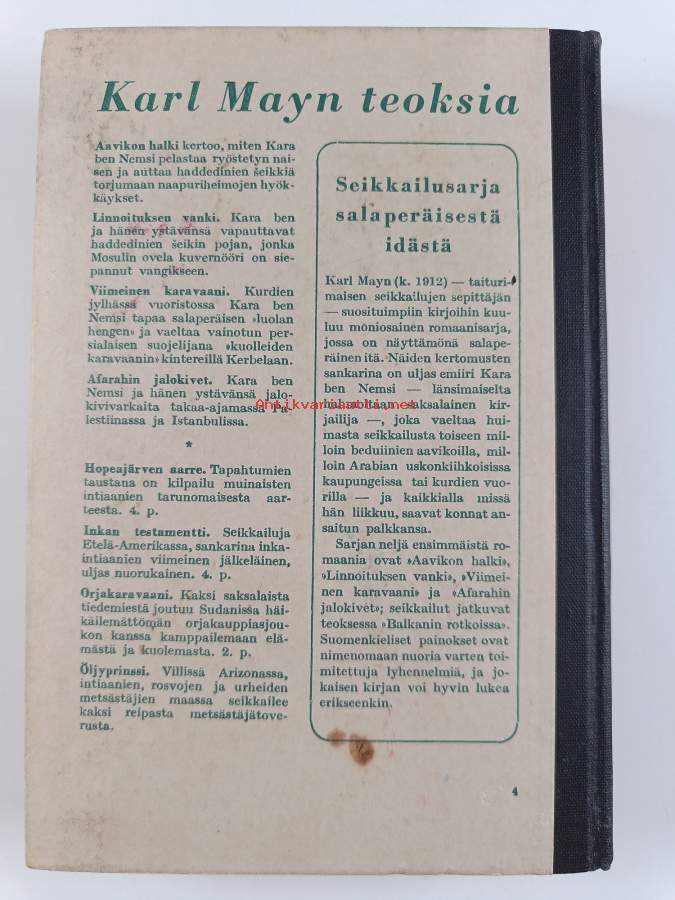 Karl Mayn teoksia
Aavikon halki kertoo, miten Kara
ben Nemsi pelastaa ryöstetyn nai-
sen ja auttaa haddedinien šeikkiä
torjumaan naapuriheimojen hyök-
käykset.
Linnoituksen vanki. Kara ben
ja hänen ystävänsä vapauttavat
haddedinien šeikin pojan, jonka
Mosulin ovela kuvernööri on sie-
pannut vangikseen.
Viimeinen karavaani. Kurdien
jylhässä vuoristossa Kara ben
Nemsi tapaa salaperäisen »luolan
hengen» ja vaeltaa vainotun per-
sialaisen suojelijana »kuolleiden
karavaanin» kintereillä Kerbelaan.
Afarahin jalokivet. Kara ben
Nemsi ja hänen ystävänsä jalo-
kivivarkaita takaa-ajamassa Pa-
lestiinassa ja Istanbulissa.
*
Hopeajärven aarre. Tapahtumien
taustana on kilpailu muinaisten
intiaanien tarunomaisesta aar-
teesta. 4. p.
Inkan testamentti. Seikkailuja
Etelä-Amerikassa, sankarina inka-
intiaanien viimeinen jälkeläinen,
uljas nuorukainen. 4. p.
Orjakaravaani. Kaksi saksalaista
tiedemiestä joutuu Sudanissa häi-
käilemättömän orjakauppiasjou-
kon kanssa kamppailemaan elä-
mästä ja kuolemasta. 2. p.
Öljyprinssi. Villissä Arizonassa,
intiaanien, rosvojen ja urheiden
metsästäjien maassa seikkailee
kaksi reipasta metsästäjätove-
rusta.
Seikkailusarja
salaperäisestä
idästä
Karl Mayn (k. 1912) — taituri-
maisen seikkailujen sepittäjän
— suosituimpiin kirjoihin kuu-
luu moniosainen romaanisarja,
jossa on näyttämönä salape-
räinen itä. Näiden kertomusten
sankarina on uljas emiiri Kara
ben Nemsi — länsimaiselta
saksalainen kir-
jailija —, joka vaeltaa hui-
masta seikkailusta toiseen mil-
loin beduiinien aavikoilla, mil-
loin Arabian uskonkiihkoisissa
kaupungeissa tai kurdien vuo-
rilla — ja kaikkialla missä
hän liikkuu, saavat konnat an-
saitun palkkansa.
Sarjan neljä ensimmäistä ro-
maania ovat »Aavikon halki»,
»Linnoituksen vanki», »Viimei-
nen karavaani» ja »Afarahin
jalokivet»; seikkailut jatkuvat
teoksessa »Balkanin rotkoissa».
Suomenkieliset painokset ovat
nimenomaan nuoria varten toi-
mitettuja lyhennelmiä, ja jo-
kaisen kirjan voi hyvin lukea
erikseenkin.
4
Antikvariaatti.net